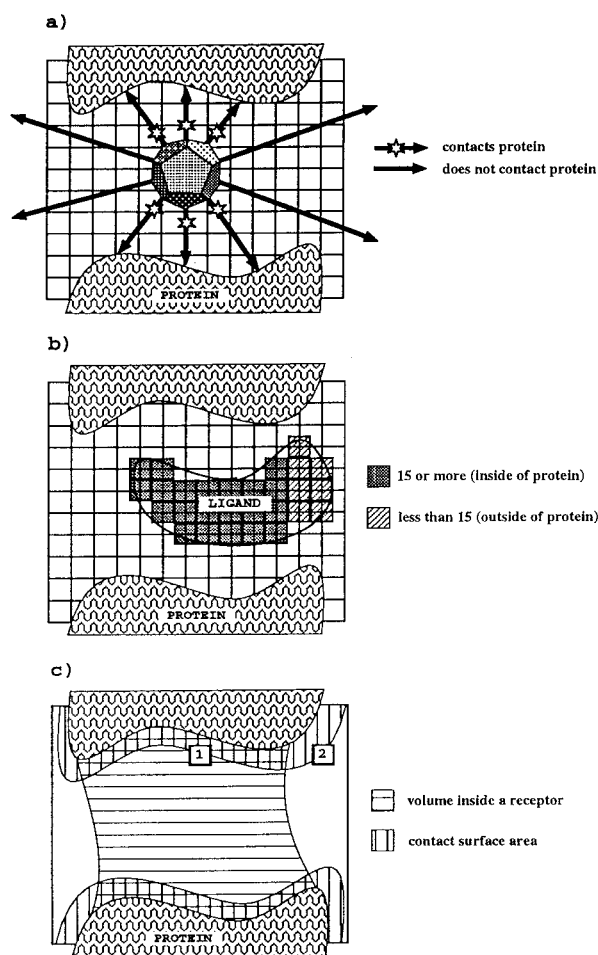 a)
contacts protein
does not contact protein
PROTEIN
b)
LIGAND
15 or more (inside of protein)
less than 15 (outside of protein)
PROTEIN
c)
1
2
volume inside a receptor
contact surface area
PROTEIN